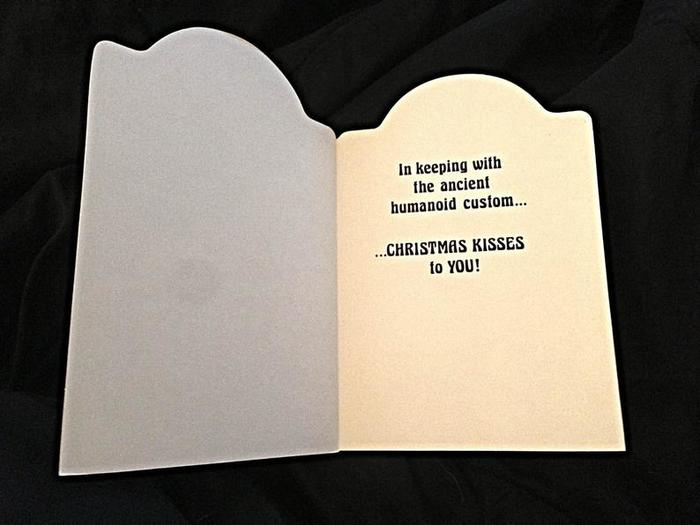 In keeping with
the ancient
humanoid custom...
...CHRISTMAS KISSES
to YOU!